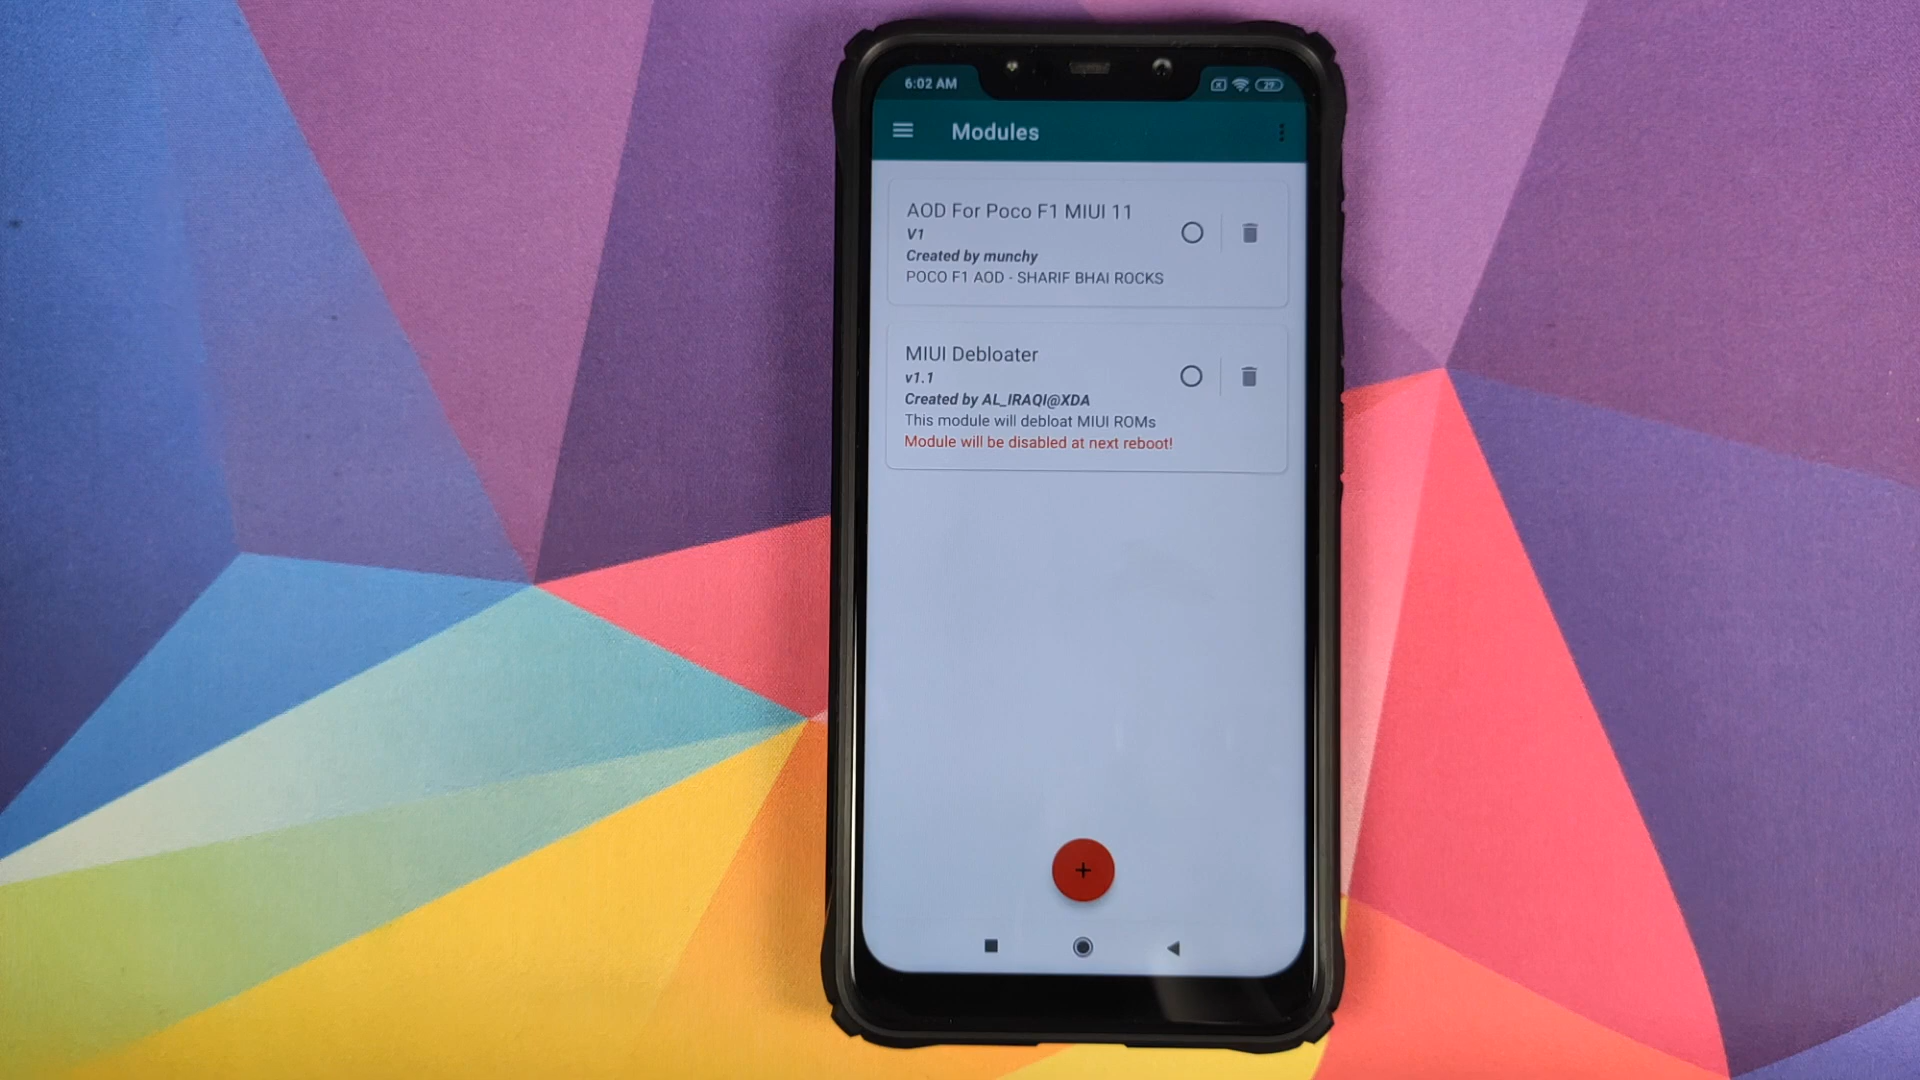 6:02 AM
29
Modules
AOD For Poco F1 MIUI 11
V1
Created by munchy
POCO F1 AOD - SHARIF BHAI ROCKS
MIUI Debloater
v1.1
Created by AL_IRAQI@XDA
This module will debloat MIUI ROMs
Module will be disabled at next reboot!